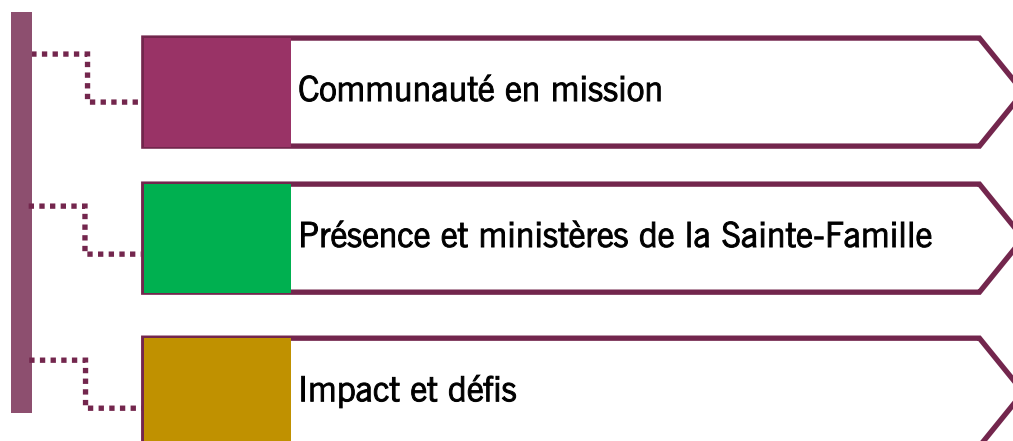 Communauté en mission
Présence et ministères de la Sainte-Famille
Impact et défis